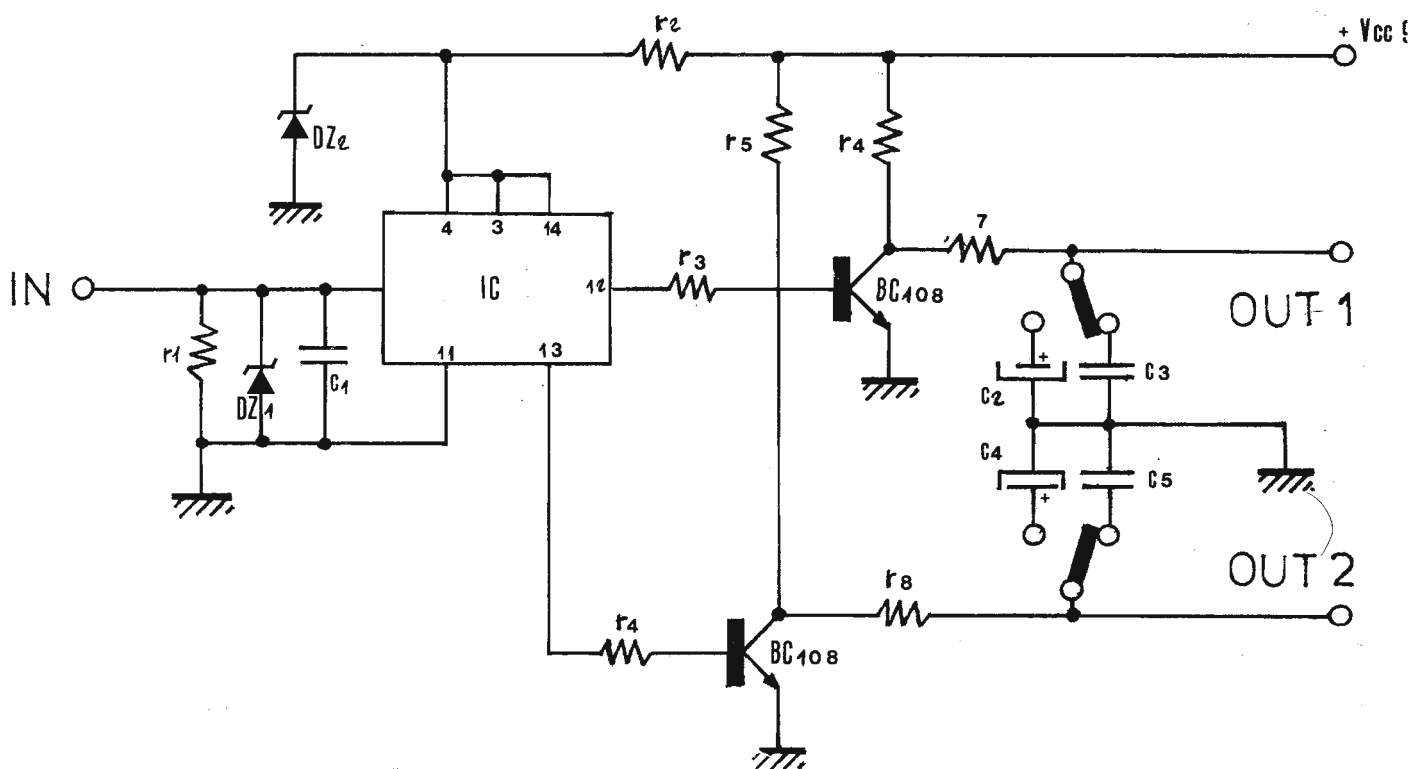 r2
+ Vcc 9
DZ2
r5
r4
4 3 14
7
IN
IC
12
r3
BC108
OUT 1
r1
DZ1
C1
11
13
+
C2
C3
C4
C5
+
OUT 2
r8
r4
BC108